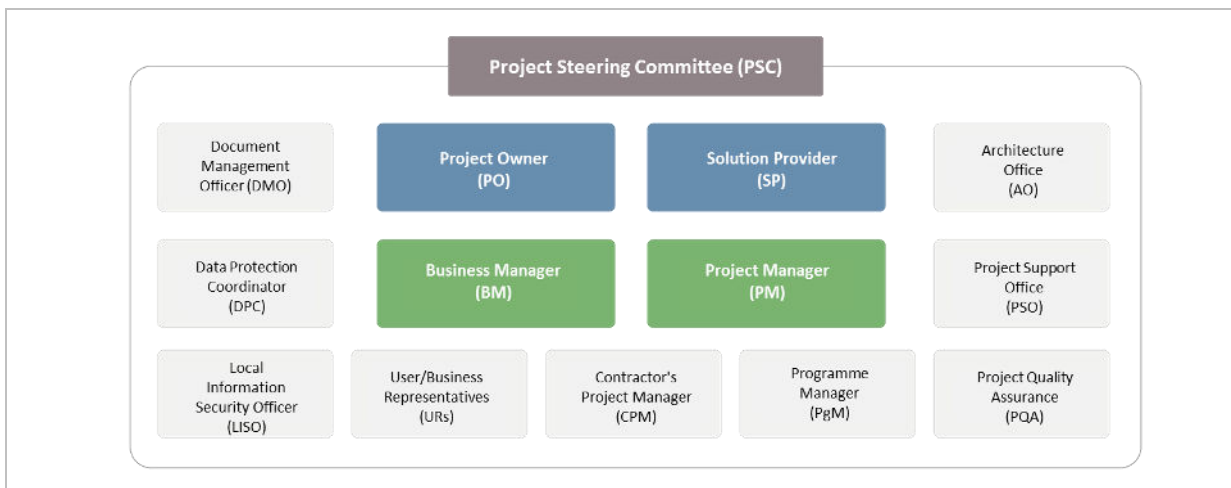 Project Steering Committee (PSC)
Document
Management
Officer (DMO)
Project Owner
(PO)
Solution Provider
(SP)
Architecture
Office
(AO)
Data Protection
Coordinator
(DPC)
Business Manager
(BM)
Project Manager
(PM)
Project Support
Office
(PSO)
Local
Information
Security Officer
(LISO)
User/Business
Representatives
(URs)
Contractor's
Project Manager
(CPM)
Programme
Manager
(PgM)
Project Quality
Assurance
(PQA)